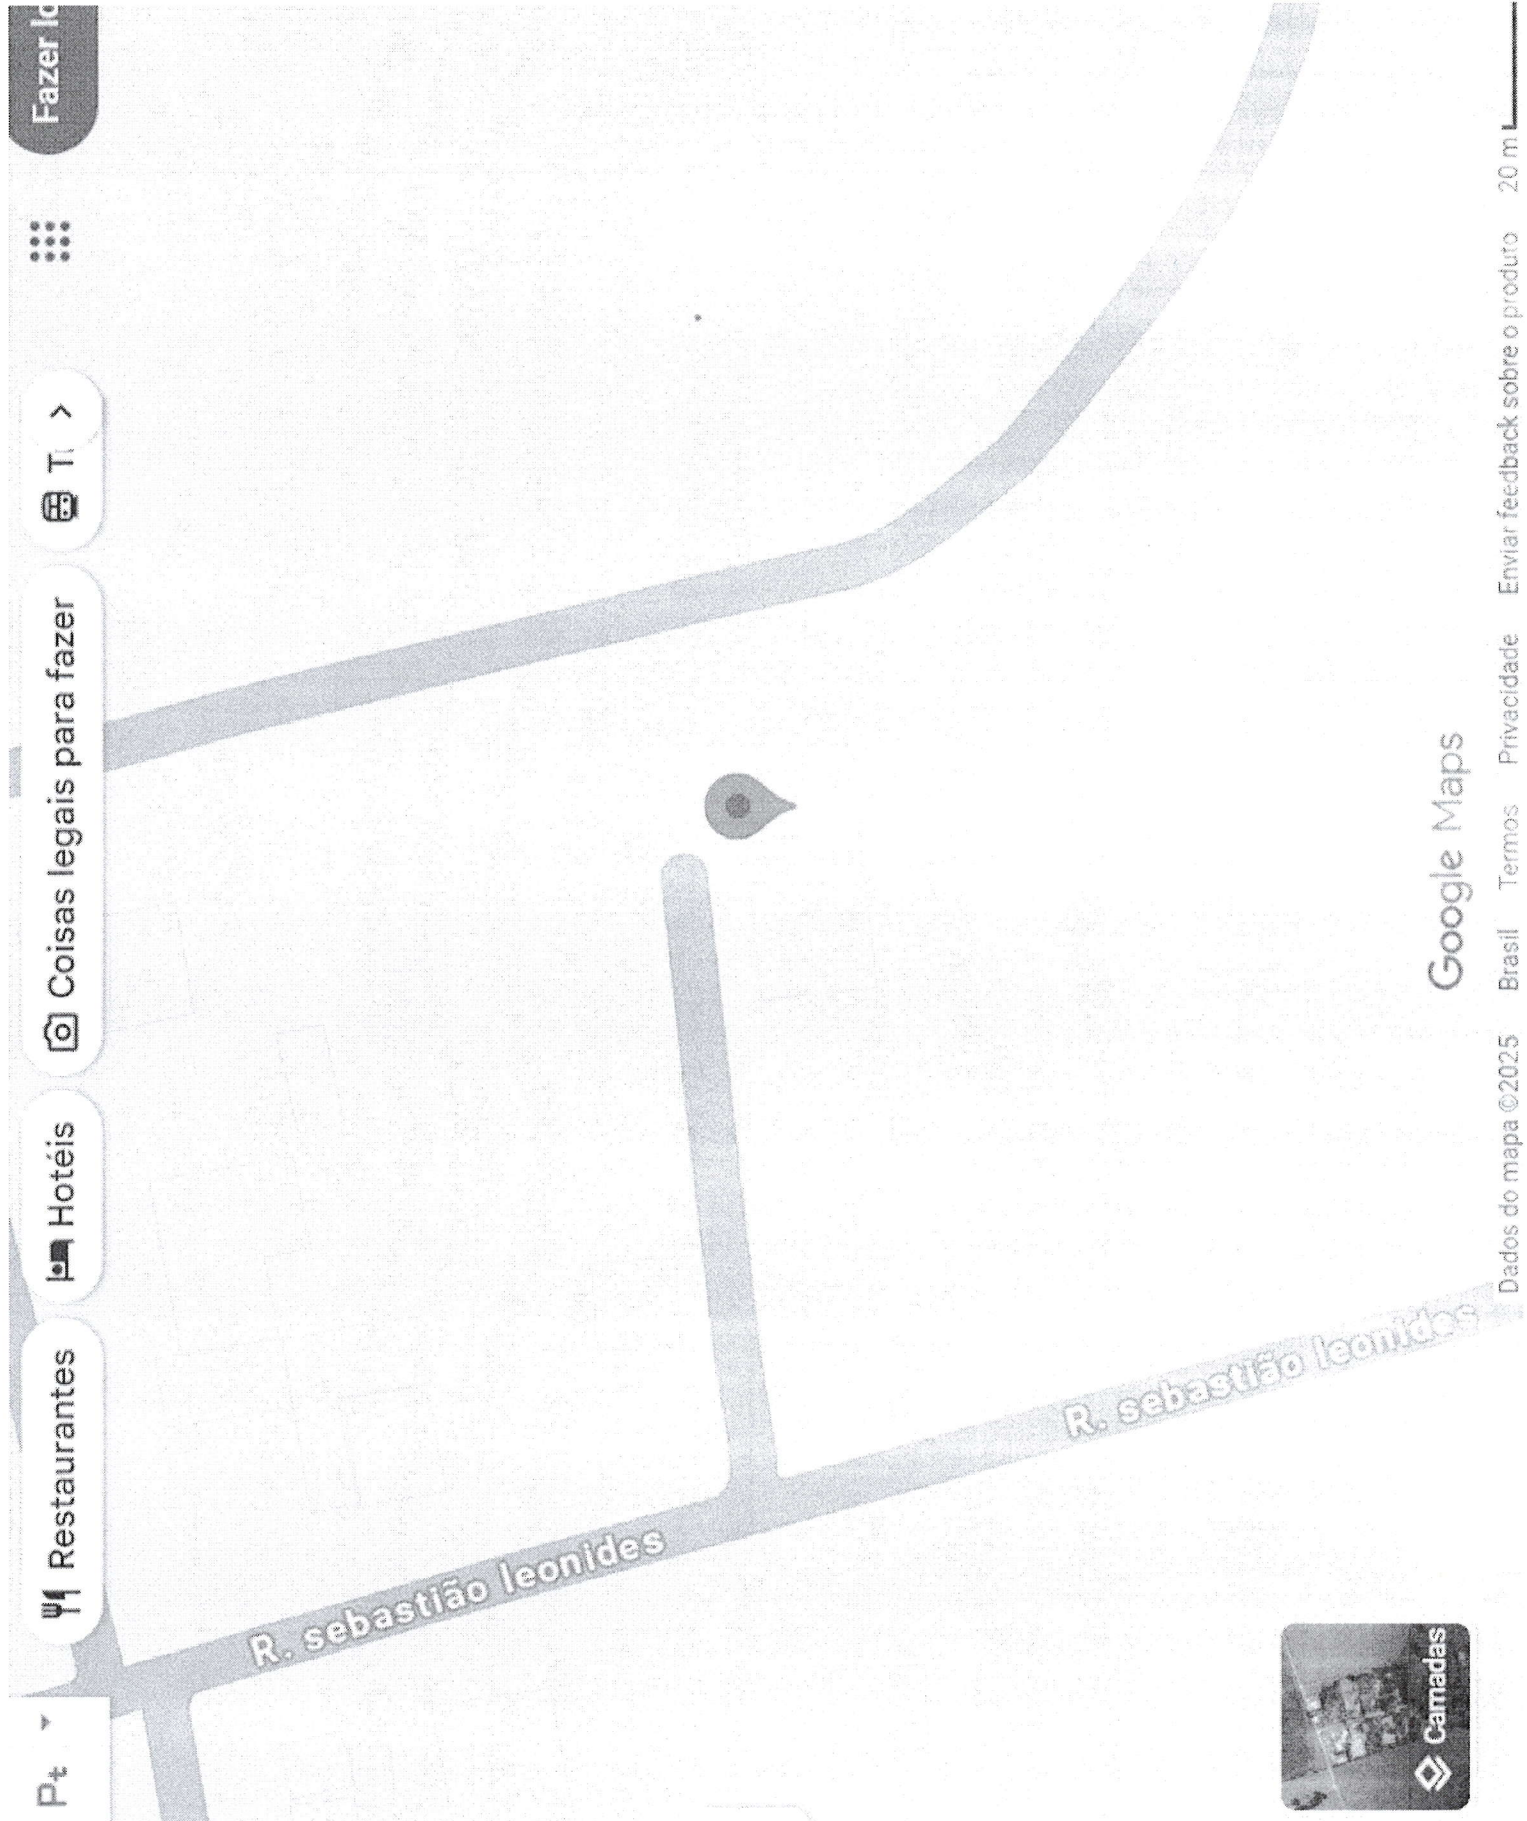 Restaurantes
Hotéis
Coisas legais para fazer
Fazer lo
R. sebastião leonides
R. sebastião leonides
Camadas
Google Maps
Dados do mapa ©2025 Brasil Termos Privacidade Enviar feedback sobre o produto 20 m